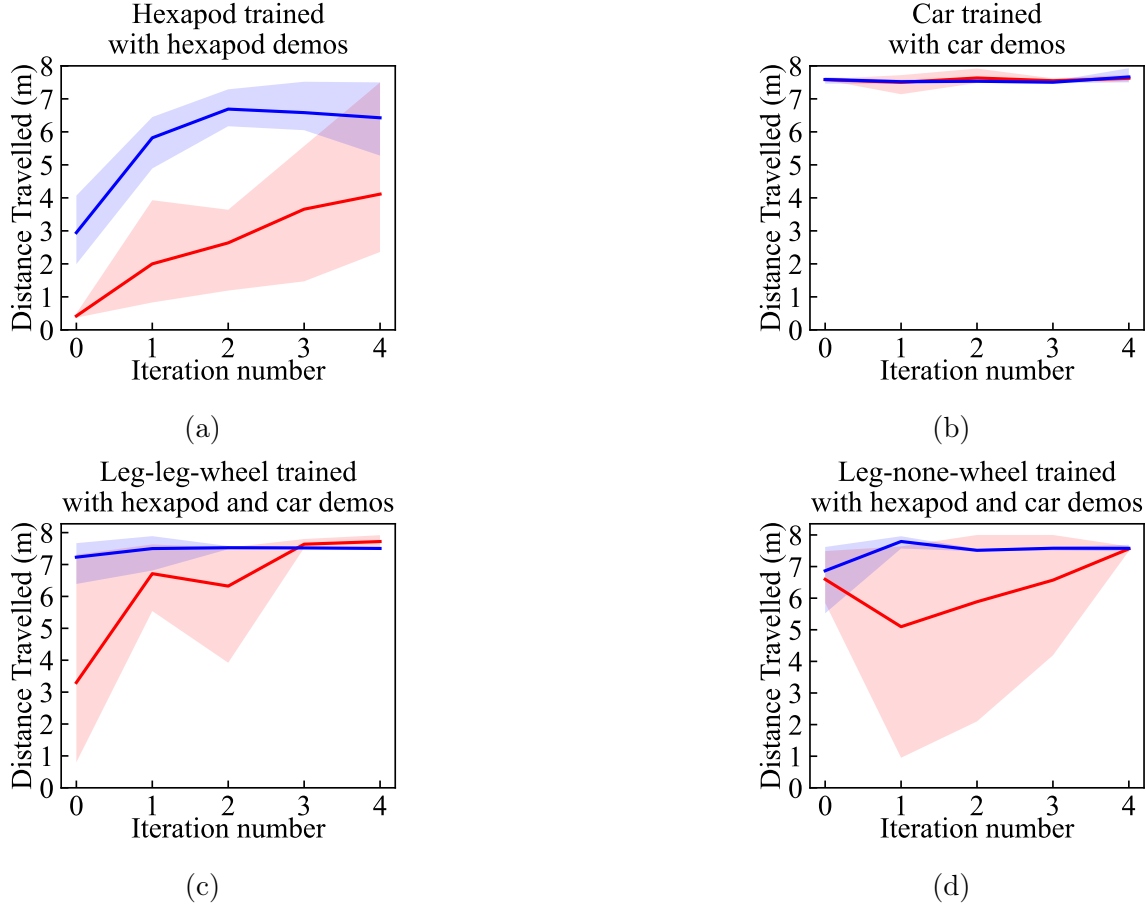 Hexapod trained
with hexapod demos
Distance Travelled (m)
8
7
6
5
4
3
2
1
0
0 1 2 3 4
Iteration number
(a)
Car trained
with car demos
Distance Travelled (m)
8
7
6
5
4
3
2
1
0
0 1 2 3 4
Iteration number
(b)
Leg-leg-wheel trained
with hexapod and car demos
Distance Travelled (m)
8
7
6
5
4
3
2
1
0
0 1 2 3 4
Iteration number
(c)
Leg-none-wheel trained
with hexapod and car demos
Distance Travelled (m)
8
7
6
5
4
3
2
1
0
0 1 2 3 4
Iteration number
(d)